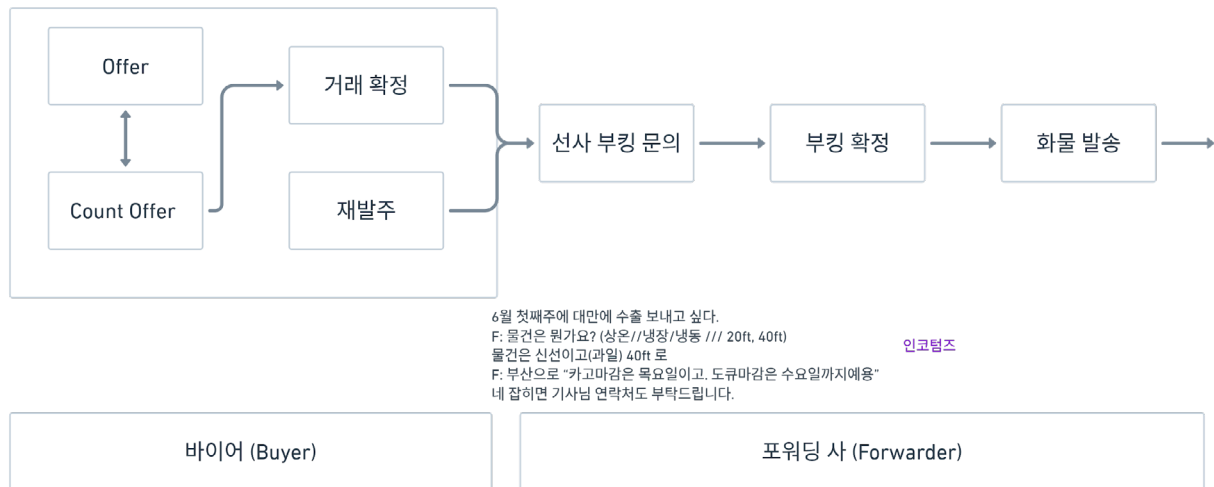 Offer
Count Offer
거래 확정
재발주
선사 부킹 문의
부킹 확정
화물 발송
6월 첫째주에 대만에 수출 보내고 싶다.
F: 물건은 뭔가요? (상온//냉장/냉동 /// 20ft, 40ft)
물건은 신선이고(과일) 40ft 로
F: 부산으로 “카고마감은 목요일이고, 도큐마감은 수요일까지예용”
네 잡히면 기사님 연락처도 부탁드립니다.
인코텀즈
바이어 (Buyer)
포워딩 사 (Forwarder)